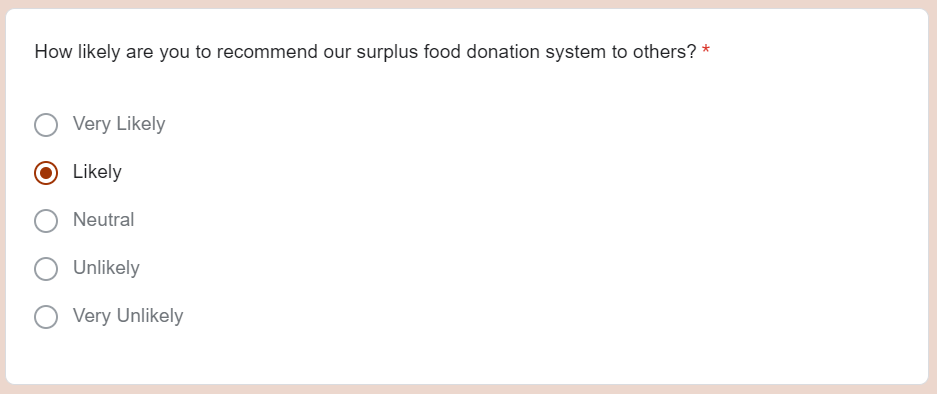 How likely are you to recommend our surplus food donation system to others? *
Very Likely
Likely
Neutral
Unlikely
Very Unlikely